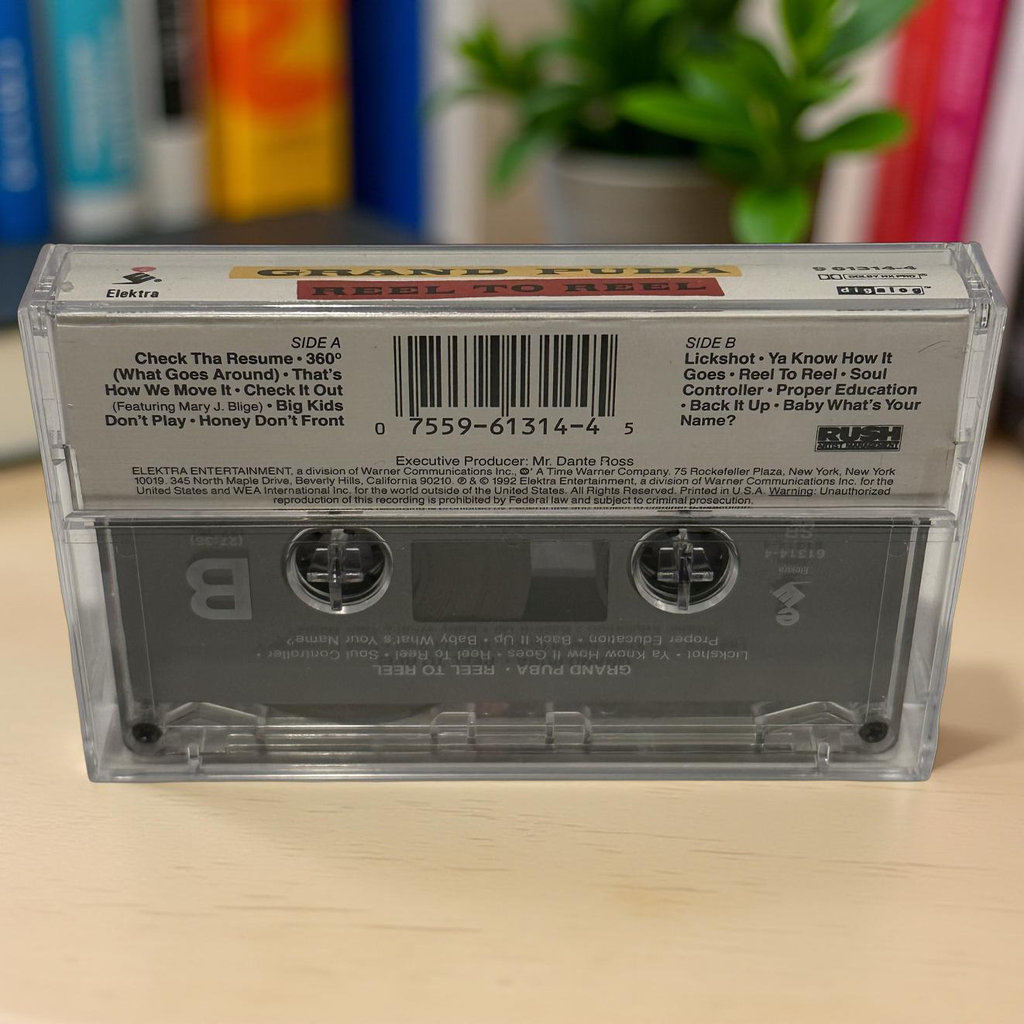 Elektra
GRAND PUBA
REEL TO REEL
9 61314-4
DOLBY HX PRO
digalog™
SIDE A
Check Tha Resume • 360º
(What Goes Around) • That's
How We Move It • Check It Out
(Featuring Mary J. Blige) • Big Kids
Don't Play • Honey Don't Front
0 7559-61314-4 5
SIDE B
Lickshot • Ya Know How It
Goes • Reel To Reel • Soul
Controller • Proper Education
• Back It Up • Baby What's Your
Name?
RUSH
ARTIST MANAGEMENT
Executive Producer: Mr. Dante Ross
ELEKTRA ENTERTAINMENT, a division of Warner Communications Inc., A Time Warner Company. 75 Rockefeller Plaza, New York, New York
10019. 345 North Maple Drive, Beverly Hills, California 90210. ℗ & © 1992 Elektra Entertainment, a division of Warner Communications Inc. for the
United States and WEA International Inc. for the world outside of the United States. All Rights Reserved. Printed in U.S.A. Warning: Unauthorized
reproduction of this recording is prohibited by Federal law and subject to criminal prosecution.
B
61314-4
Elektra
GRAND PUBA • REEL TO REEL
Lickshot • Ya Know How It Goes • Reel To Reel • Soul Controller •
Proper Education • Back It Up • Baby What's Your Name?